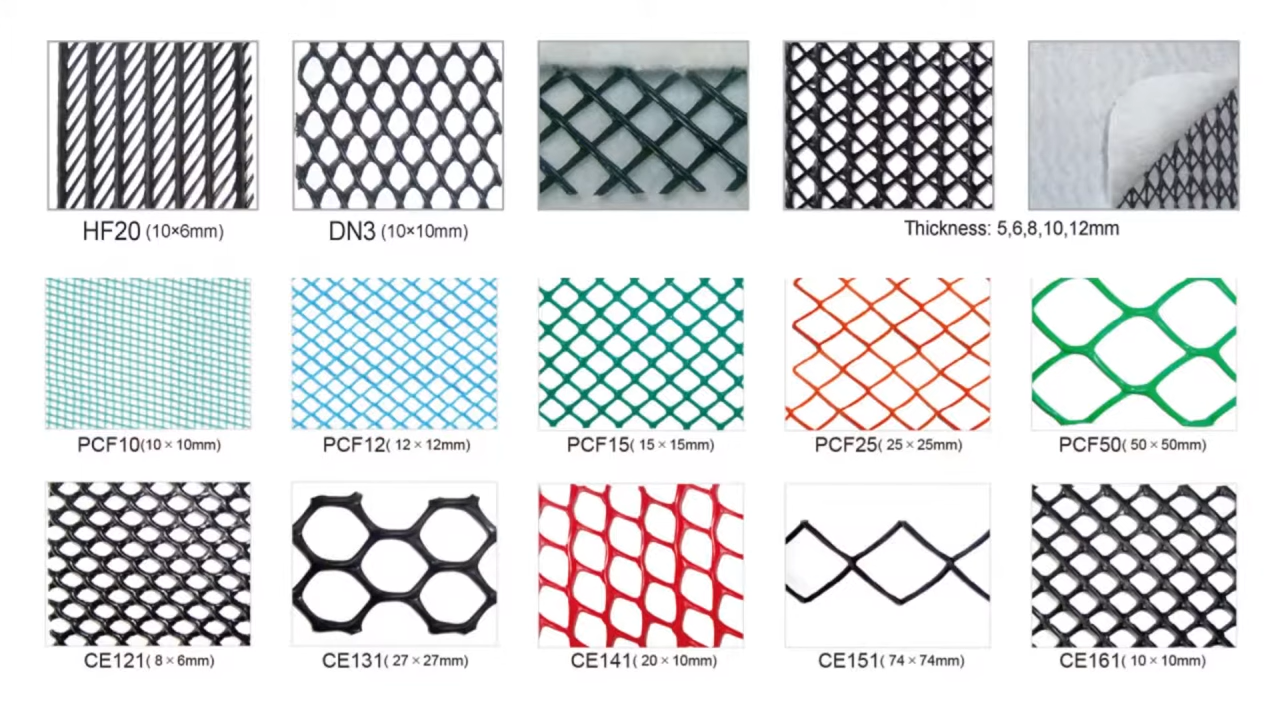 HF20 (10×6mm)
DN3 (10×10mm)
Thickness: 5,6,8,10,12mm
PCF10(10×10mm)
PCF12( 12×12mm)
PCF15( 15×15mm)
PCF25( 25×25mm)
PCF50( 50×50mm)
CE121( 8×6mm)
CE131( 27×27mm)
CE141( 20×10mm)
CE151( 74×74mm)
CE161( 10×10mm)